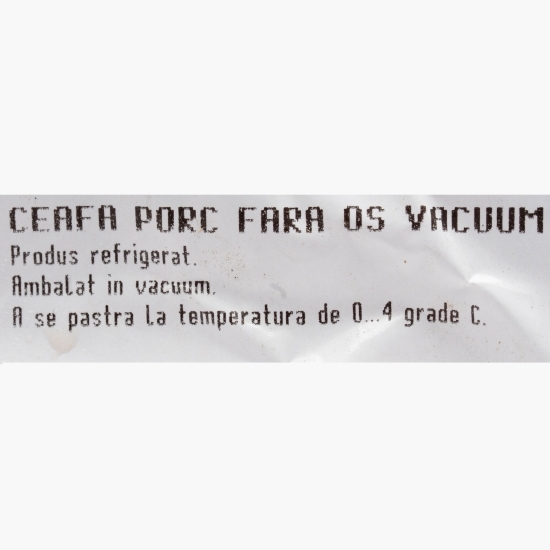 CEAFA PORC FARA OS VACUUM
Produs refrigerat.
Ambalat in vacuum.
A se pastra la temperatura de 0...4 grade C.